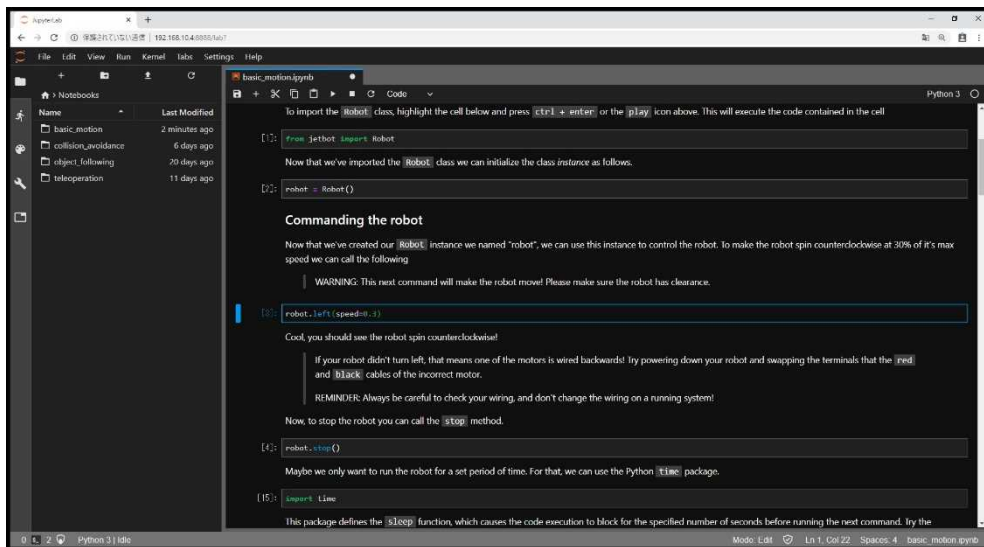 JupyterLab
保護されていない通信 | 192.168.10.4:8888/lab?
File Edit View Run Kernel Tabs Settings Help
basic_motion.ipynb
Code
Python 3
Notebooks
Name Last Modified
basic_motion 2 minutes ago
collision_avoidance 6 days ago
object_following 20 days ago
teleoperation 11 days ago
To import the Robot class, highlight the cell below and press ctrl + enter or the play icon above. This will execute the code contained in the cell
[1]: from jetbot import Robot
Now that we've imported the Robot class we can initialize the class instance as follows.
[2]: robot = Robot()
Commanding the robot
Now that we've created our Robot instance we named "robot", we can use this instance to control the robot. To make the robot spin counterclockwise at 30% of it's max
speed we can call the following
WARNING: This next command will make the robot move! Please make sure the robot has clearance.
robot.left(speed=0.3)
Cool, you should see the robot spin counterclockwise!
If your robot didn't turn left, that means one of the motors is wired backwards! Try powering down your robot and swapping the terminals that the red
and black cables of the incorrect motor.
REMINDER: Always be careful to check your wiring, and don't change the wiring on a running system!
Now, to stop the robot you can call the stop method.
[4]: robot.stop()
Maybe we only want to run the robot for a set period of time. For that, we can use the Python time package.
[15]: import time
This package defines the sleep function, which causes the code execution to block for the specified number of seconds before running the next command. Try the
0 2 Python 3 | Idle
Mode: Edit Ln 1, Col 22 Spaces: 4 basic_motion.ipynb